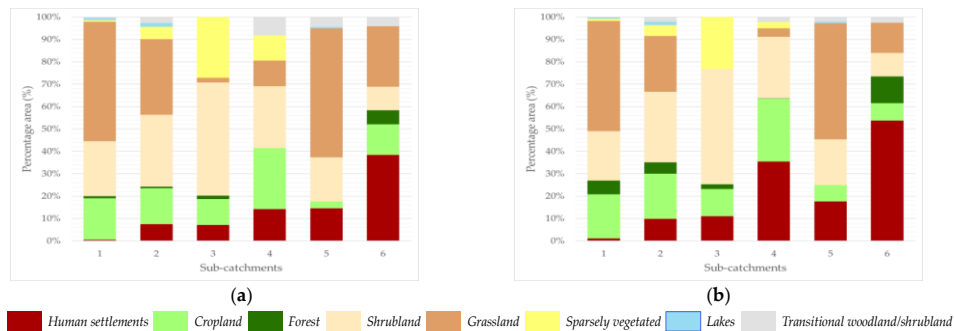 100%
90%
80%
70%
60%
50%
40%
30%
20%
10%
0%
Percentage area (%)
1 2 3 4 5 6
Sub-catchments
(a)
100%
90%
80%
70%
60%
50%
40%
30%
20%
10%
0%
Percentage area (%)
1 2 3 4 5 6
Sub-catchments
(b)
Human settlements Cropland Forest Shrubland Grassland Sparsely vegetated Lakes Transitional woodland/shrubland